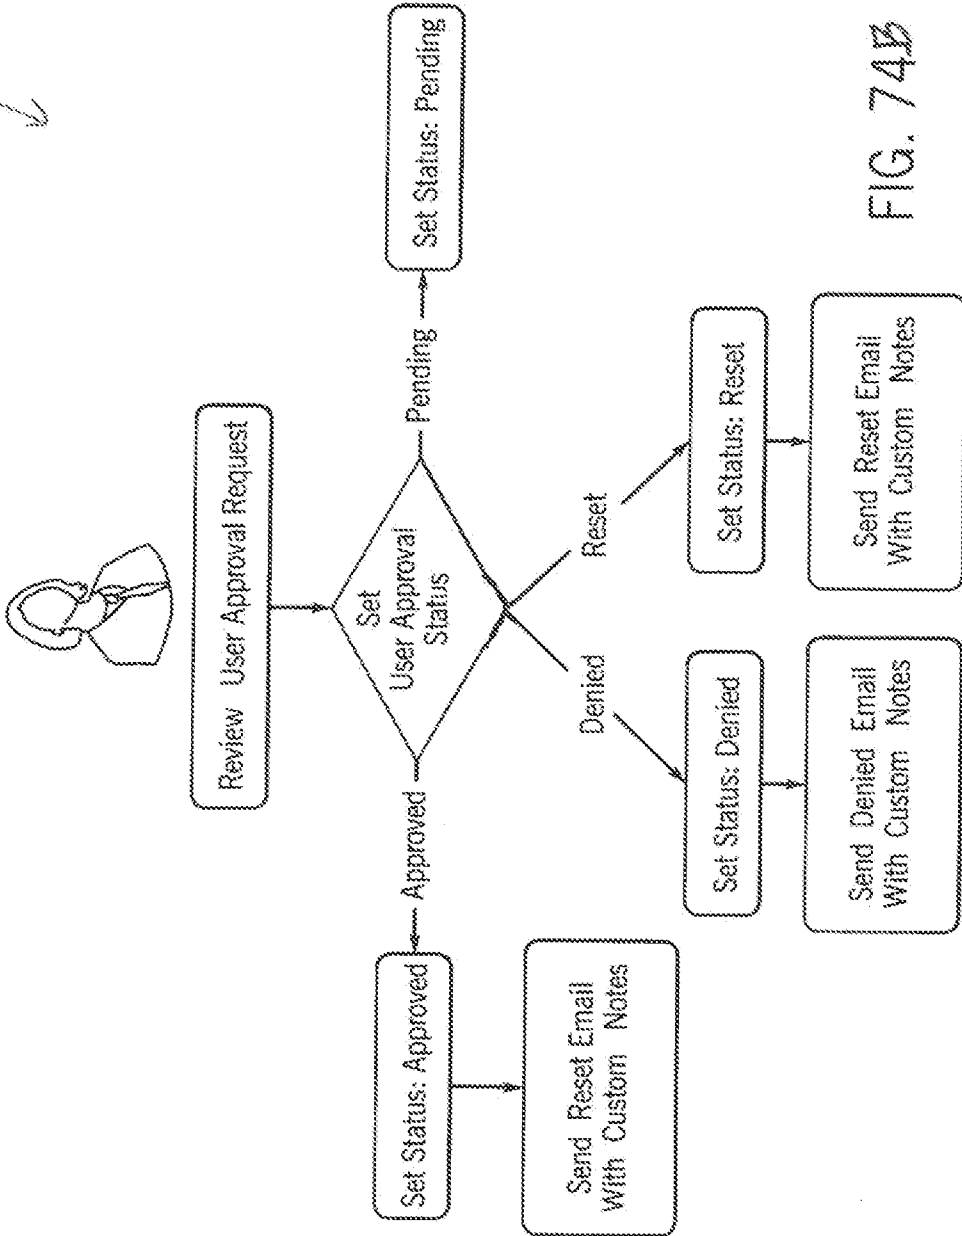 Review User Approval Request
Set
User Approval
Status
Approved
Pending
Denied
Reset
Set Status: Approved
Send Reset Email
With Custom Notes
Set Status: Pending
Set Status: Denied
Send Denied Email
With Custom Notes
Set Status: Reset
Send Reset Email
With Custom Notes
FIG. 74B